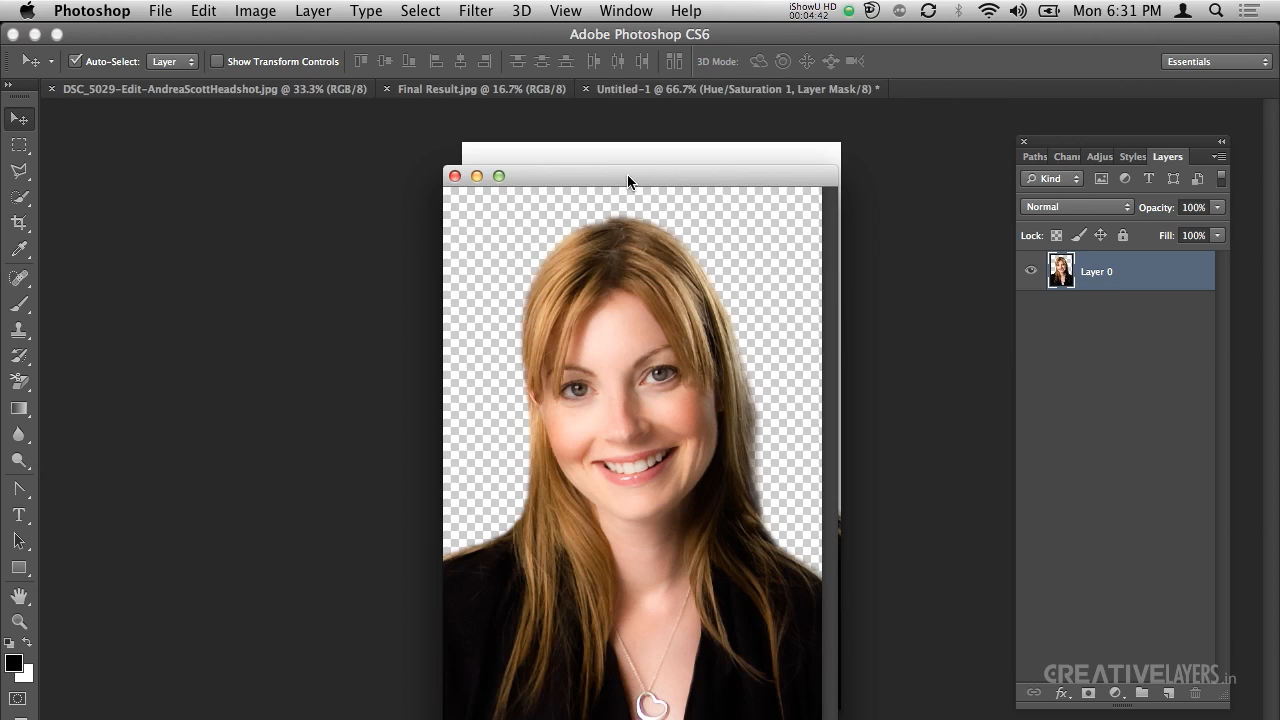 Photoshop File Edit Image Layer Type Select Filter 3D View Window Help iShowU HD 00:04:42 Mon 6:31 PM
Adobe Photoshop CS6
Auto-Select: Layer Show Transform Controls 3D Mode: Essentials
DSC_5029-Edit-AndreaScottHeadshot.jpg @ 33.3% (RGB/8) Final Result.jpg @ 16.7% (RGB/8) Untitled-1 @ 66.7% (Hue/Saturation 1, Layer Mask/8) *
Paths Chann Adjus Styles Layers
Kind
Normal Opacity: 100%
Lock: Fill: 100%
Layer 0
CREATIVELAYERS.in
fx